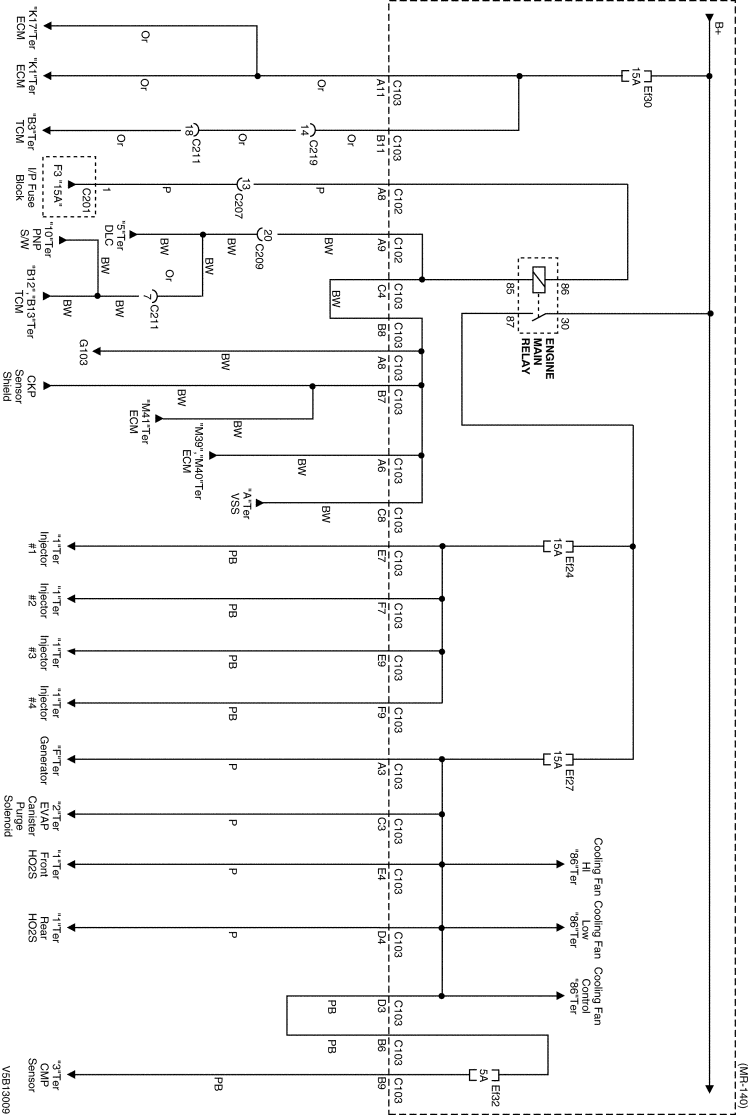 (MR-140)
B+
Ef30
15A
"K17"Ter
ECM
Or
"K1"Ter
ECM
Or
Or
A11
C103
"B3"Ter
TCM
Or
18
C211
Or
14
C219
Or
B11
C103
I/P Fuse
Block
F3 "15A"
C201
1
P
13
C207
P
A8
C102
"5"Ter
DLC
BW
BW
20
C209
BW
A9
C102
"10"Ter
PNP
S/W
BW
BW
Or
"B12","B13"Ter
TCM
BW
BW
7
C211
BW
C4
C103
B8
C103
85
86
87
30
ENGINE
MAIN
RELAY
G103
BW
A8
C103
CKP
Sensor
Shield
BW
B7
C103
"M41"Ter
ECM
BW
"M39","M40"Ter
ECM
BW
A6
C103
"A"Ter
VSS
BW
C8
C103
"1"Ter
Injector
#1
PB
E7
C103
15A
Ef24
"1"Ter
Injector
#2
PB
F7
C103
"1"Ter
Injector
#3
PB
E9
C103
"1"Ter
Injector
#4
PB
F9
C103
"F"Ter
Generator
P
A3
C103
15A
Ef27
"2"Ter
EVAP
Canister
Purge
Solenoid
P
C3
C103
"1"Ter
Front
HO2S
P
E4
C103
Cooling Fan
HI
"86"Ter
"1"Ter
Rear
HO2S
P
D4
C103
Cooling Fan
Low
"86"Ter
Cooling Fan
Control
"86"Ter
PB
D3
C103
PB
B6
C103
"3"Ter
CMP
Sensor
PB
B9
C103
5A
Ef32
V5B13009